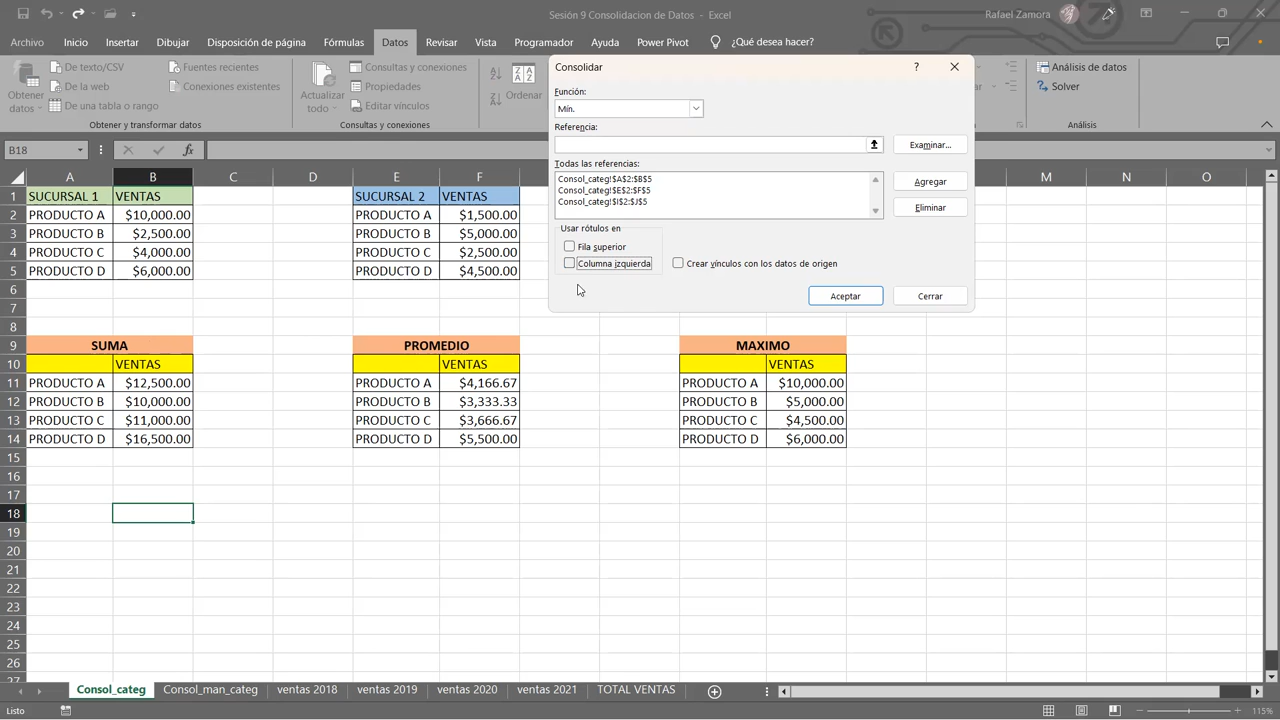 Sesión 9 Consolidacion de Datos - Excel
Rafael Zamora
Archivo Inicio Insertar Dibujar Disposición de página Fórmulas Datos Revisar Vista Programador Ayuda Power Pivot ¿Qué desea hacer?
Obtener datos
De texto/CSV
De la web
De una tabla o rango
Fuentes recientes
Conexiones existentes
Obtener y transformar datos
Actualizar todo
Consultas y conexiones
Propiedades
Editar vínculos
Consultas y conexiones
Ordenar
Análisis de datos
Solver
Análisis
Consolidar
?
Función:
Mín.
Referencia:
Examinar...
Todas las referencias:
Consol_categ!$A$2:$B$5
Consol_categ!$E$2:$F$5
Consol_categ!$I$2:$J$5
Agregar
Eliminar
Usar rótulos en
Fila superior
Columna izquierda
Crear vínculos con los datos de origen
Aceptar
Cerrar
B18
fx
A B C D E F M N O
1 SUCURSAL 1 VENTAS SUCURSAL 2 VENTAS
2 PRODUCTO A $10,000.00 PRODUCTO A $1,500.00
3 PRODUCTO B $2,500.00 PRODUCTO B $5,000.00
4 PRODUCTO C $4,000.00 PRODUCTO C $2,500.00
5 PRODUCTO D $6,000.00 PRODUCTO D $4,500.00
6
7
8
9 SUMA PROMEDIO MAXIMO
10 VENTAS VENTAS VENTAS
11 PRODUCTO A $12,500.00 PRODUCTO A $4,166.67 PRODUCTO A $10,000.00
12 PRODUCTO B $10,000.00 PRODUCTO B $3,333.33 PRODUCTO B $5,000.00
13 PRODUCTO C $11,000.00 PRODUCTO C $3,666.67 PRODUCTO C $4,500.00
14 PRODUCTO D $16,500.00 PRODUCTO D $5,500.00 PRODUCTO D $6,000.00
15
16
17
18
19
20
21
22
23
24
25
26
27
Consol_categ Consol_man_categ ventas 2018 ventas 2019 ventas 2020 ventas 2021 TOTAL VENTAS
Listo
115%